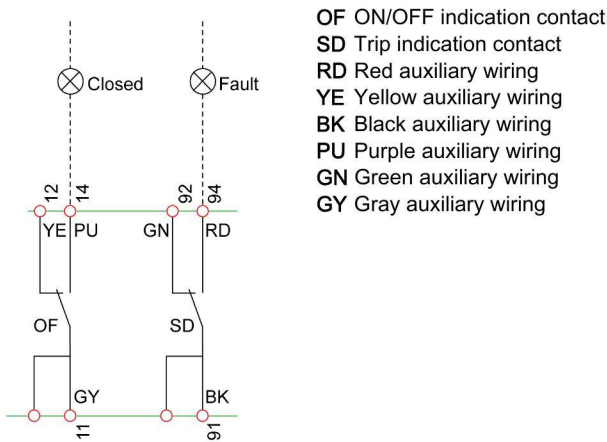 OF ON/OFF indication contact
SD Trip indication contact
RD Red auxiliary wiring
YE Yellow auxiliary wiring
BK Black auxiliary wiring
PU Purple auxiliary wiring
GN Green auxiliary wiring
GY Gray auxiliary wiring
Closed Fault
12 14 92 94
YE PU GN RD
OF SD
GY BK
11 91